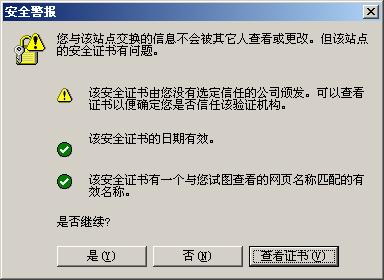 安全警报
您与该站点交换的信息不会被其它人查看或更改。但该站点
的安全证书有问题。
该安全证书由您没有选定信任的公司颁发。可以查看
证书以便确定您是否信任该验证机构。
该安全证书的日期有效。
该安全证书有一个与您试图查看的网页名称匹配的有
效名称。
是否继续?
是(Y) 否(N) 查看证书(V)